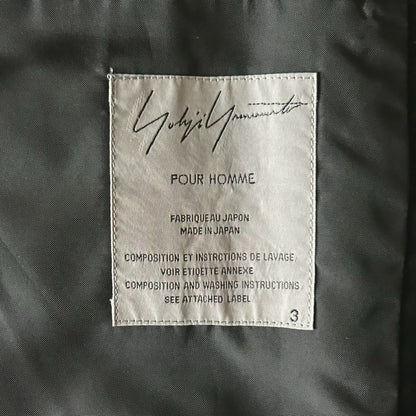 Yohji Yamamoto
POUR HOMME
FABRIQUE AU JAPON
MADE IN JAPAN
COMPOSITION ET INSTRCTIONS DE LAVAGE
VOIR ETIQETTE ANNEXE
COMPOSITION AND WASHING INSTRUCTIONS
SEE ATTACHED LABEL
3